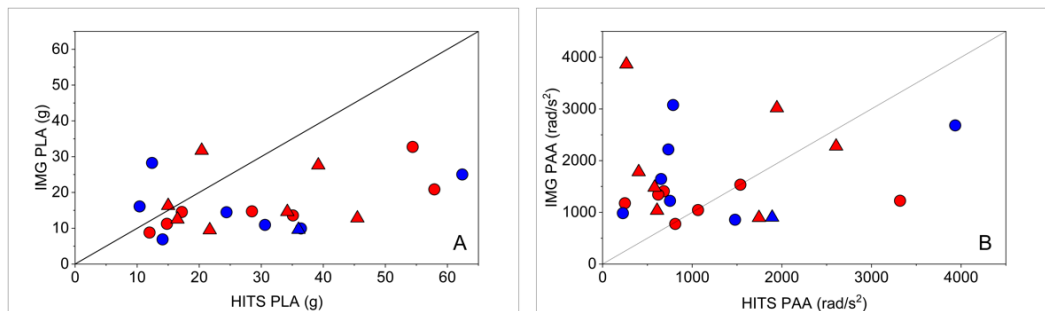 IMG PLA (g)
60
50
40
30
20
10
0
0 10 20 30 40 50 60
HITS PLA (g)
A
IMG PAA (rad/s²)
4000
3000
2000
1000
0
0 1000 2000 3000 4000
HITS PAA (rad/s²)
B